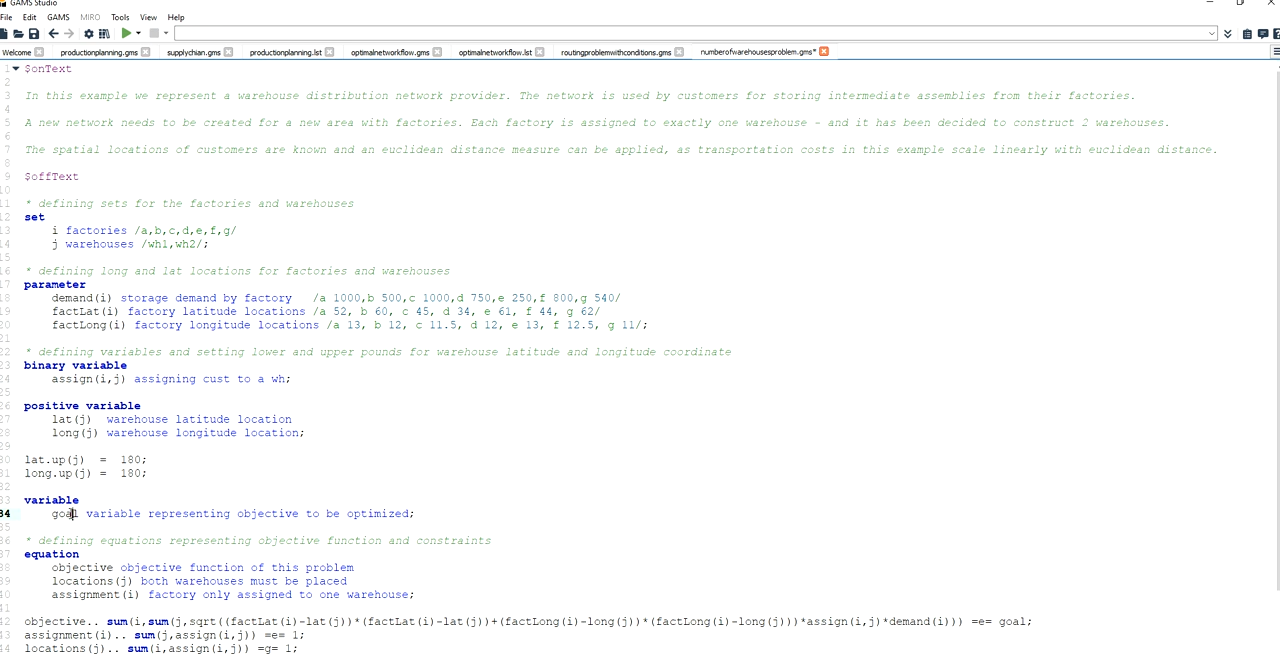 GAMS Studio
File Edit GAMS MIRO Tools View Help
Welcome productionplanning.gms supplychian.gms productionplanning.lst optimalnetworkflow.gms optimalnetworkflow.lst routingproblemwithconditions.gms numberofwarehousesproblem.gms*
1 $onText
2
3 In this example we represent a warehouse distribution network provider. The network is used by customers for storing intermediate assemblies from their factories.
4
5 A new network needs to be created for a new area with factories. Each factory is assigned to exactly one warehouse - and it has been decided to construct 2 warehouses.
6
7 The spatial locations of customers are known and an euclidean distance measure can be applied, as transportation costs in this example scale linearly with euclidean distance.
8
9 $offText
10
11 * defining sets for the factories and warehouses
12 set
13 i factories /a,b,c,d,e,f,g/
14 j warehouses /wh1,wh2/;
15
16 * defining long and lat locations for factories and warehouses
17 parameter
18 demand(i) storage demand by factory /a 1000,b 500,c 1000,d 750,e 250,f 800,g 540/
19 factLat(i) factory latitude locations /a 52, b 60, c 45, d 34, e 61, f 44, g 62/
20 factLong(i) factory longitude locations /a 13, b 12, c 11.5, d 12, e 13, f 12.5, g 11/;
21
22 * defining variables and setting lower and upper pounds for warehouse latitude and longitude coordinate
23 binary variable
24 assign(i,j) assigning cust to a wh;
25
26 positive variable
27 lat(j) warehouse latitude location
28 long(j) warehouse longitude location;
29
30 lat.up(j) = 180;
31 long.up(j) = 180;
32
33 variable
34 goal variable representing objective to be optimized;
35
36 * defining equations representing objective function and constraints
37 equation
38 objective objective function of this problem
39 locations(j) both warehouses must be placed
40 assignment(i) factory only assigned to one warehouse;
41
42 objective.. sum(i,sum(j,sqrt((factLat(i)-lat(j))*(factLat(i)-lat(j))+(factLong(i)-long(j))*(factLong(i)-long(j)))*assign(i,j)*demand(i))) =e= goal;
43 assignment(i).. sum(j,assign(i,j)) =e= 1;
44 locations(j).. sum(i,assign(i,j)) =g= 1;